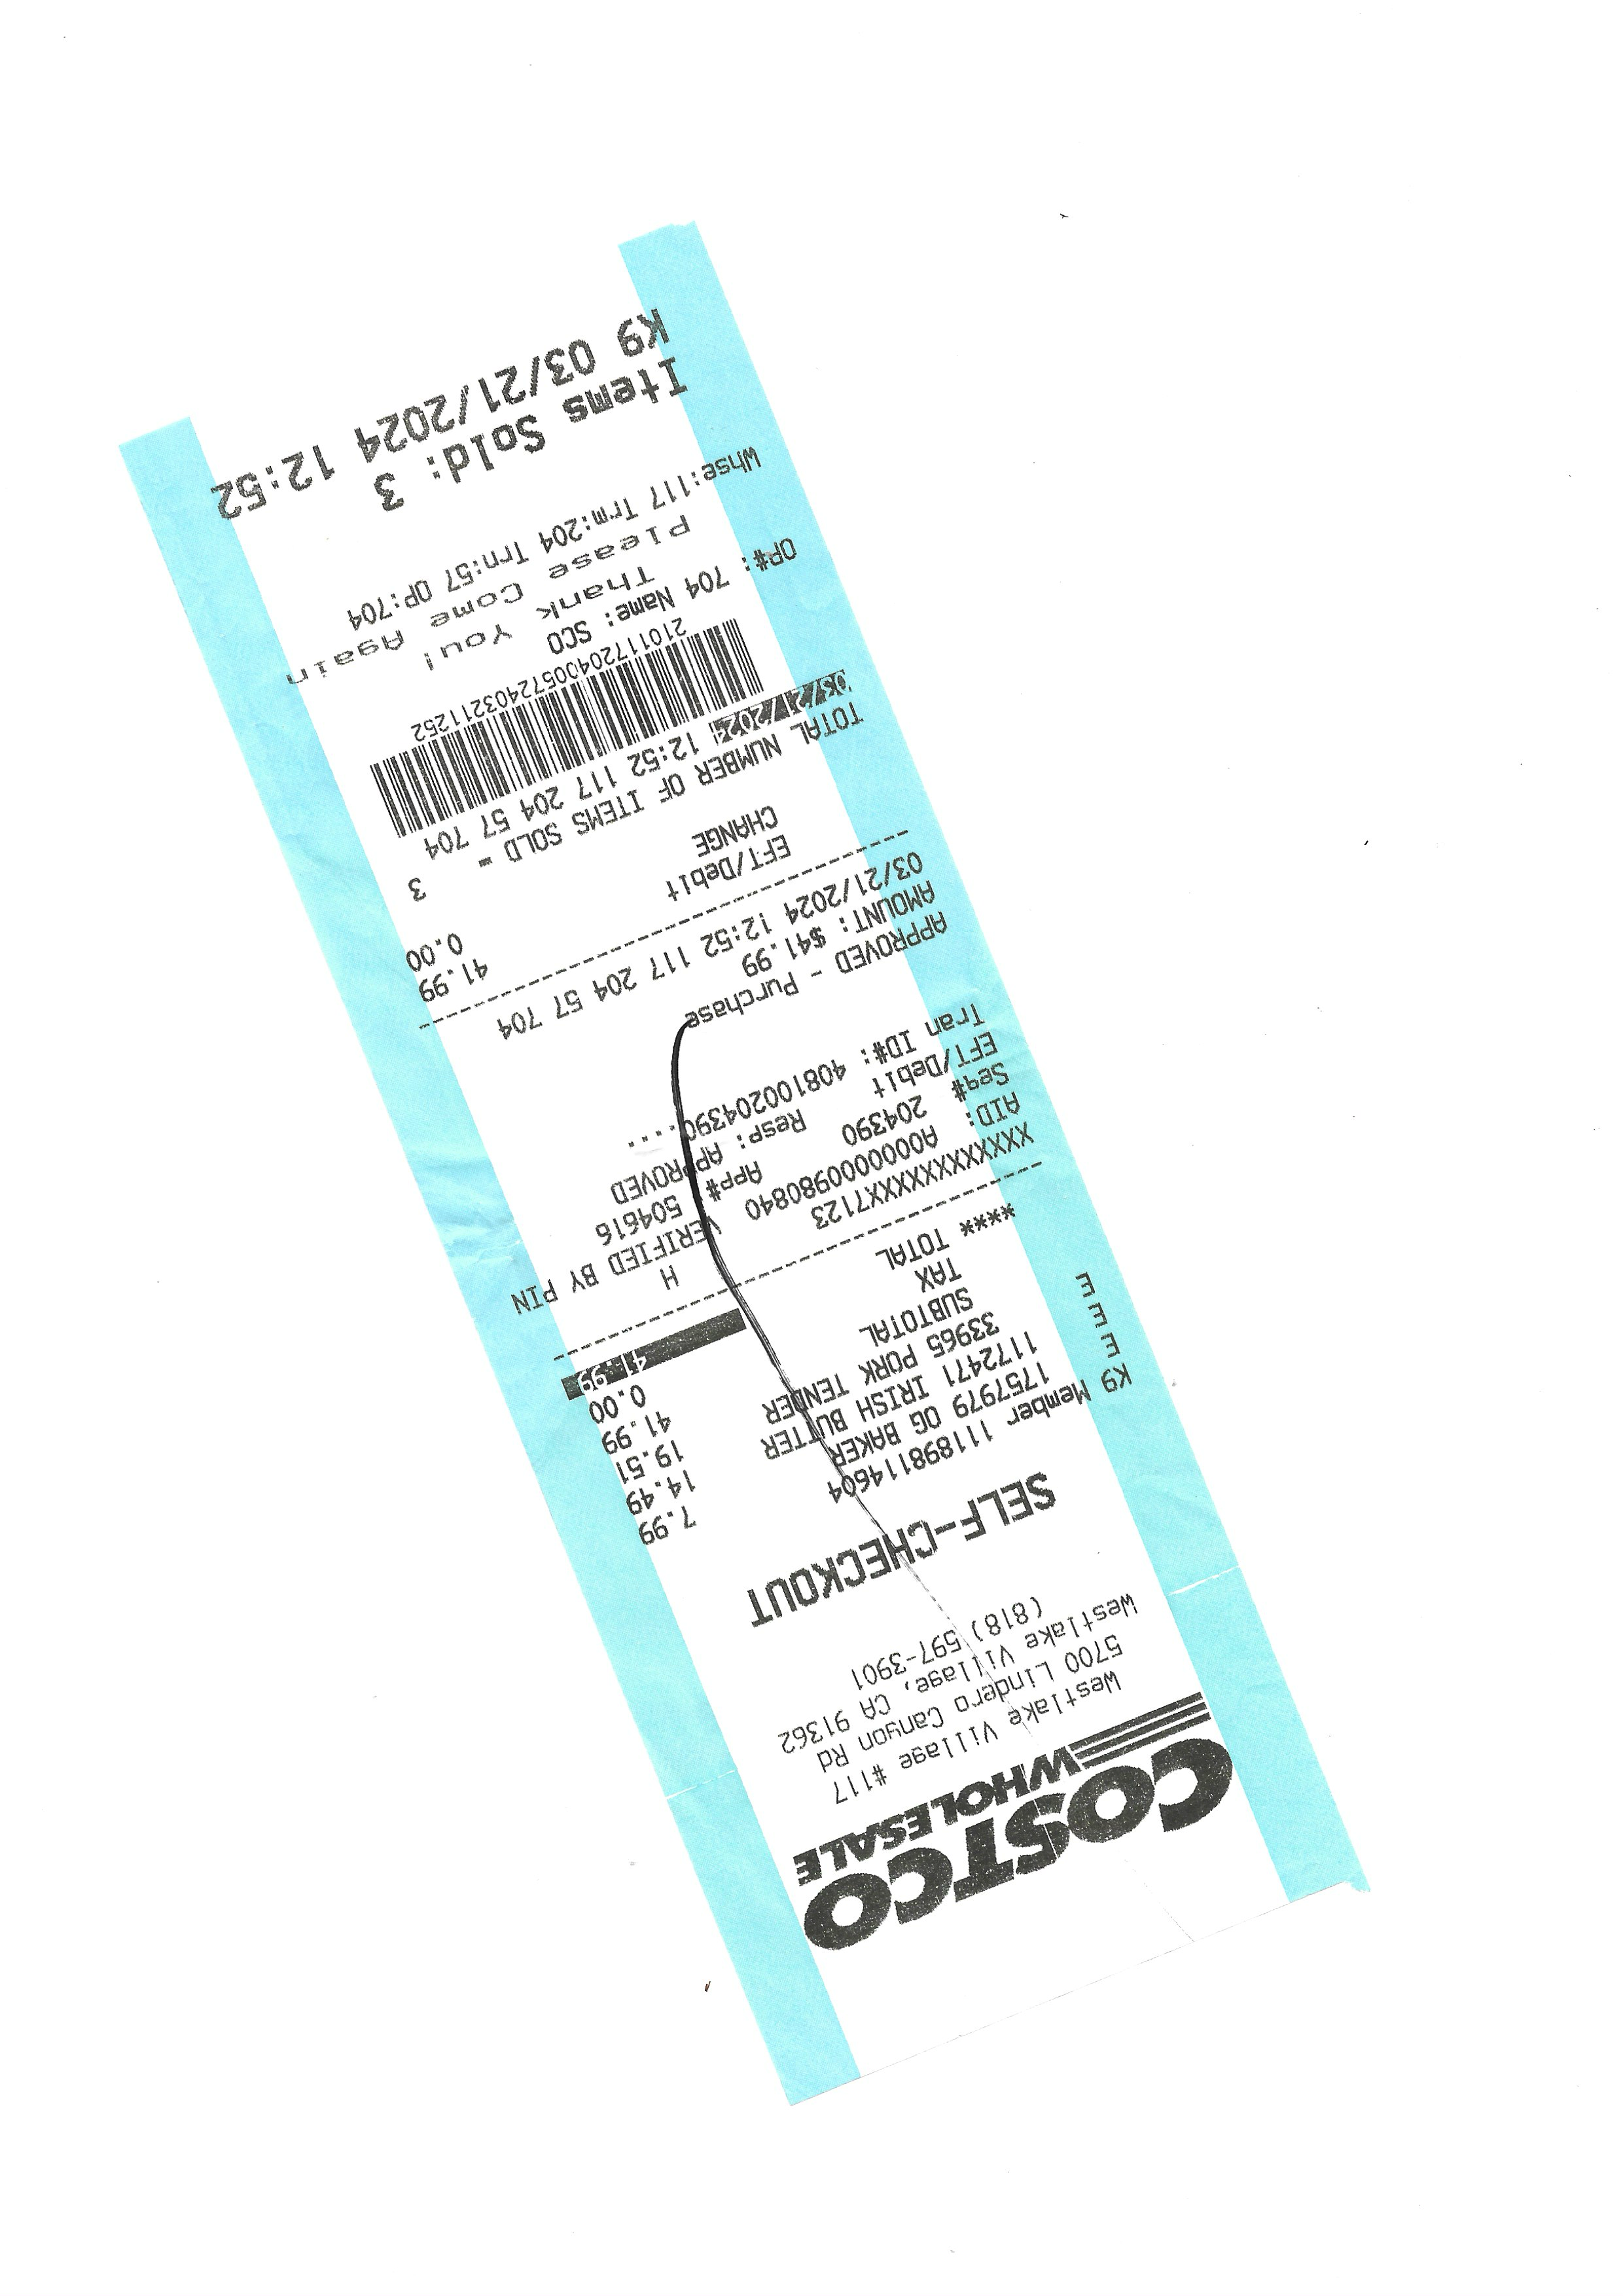 COSTCO
WHOLESALE
Westlake Village #117
5700 Lindero Canyon Rd
Westlake Village, CA 91362
(818) 597-3901
SELF-CHECKOUT
K9 Member 111898114604
E 1757979 OG BAKER 7.99
E 1172471 IRISH BUTTER 14.49
E 33965 PORK TENDER 19.51
SUBTOTAL 41.99
TAX 0.00
**** TOTAL 41.99
XXXXXXXXXXXX7123 H
AID: A0000000980840 VERIFIED BY PIN
Seq# 204390 App# 504616
EFT/Debit Resp: APPROVED
Tran ID#: 408100204390....
APPROVED - Purchase
AMOUNT: $41.99
03/21/2024 12:52 117 204 57 704
EFT/Debit 41.99
CHANGE 0.00
TOTAL NUMBER OF ITEMS SOLD = 3
03/21/2024 12:52 117 204 57 704
21011720400572403211252
OP#: 704 Name: SCO
Thank You!
Please Come Again
Whse:117 Trm:204 Trn:57 OP:704
Items Sold: 3
K9 03/21/2024 12:52